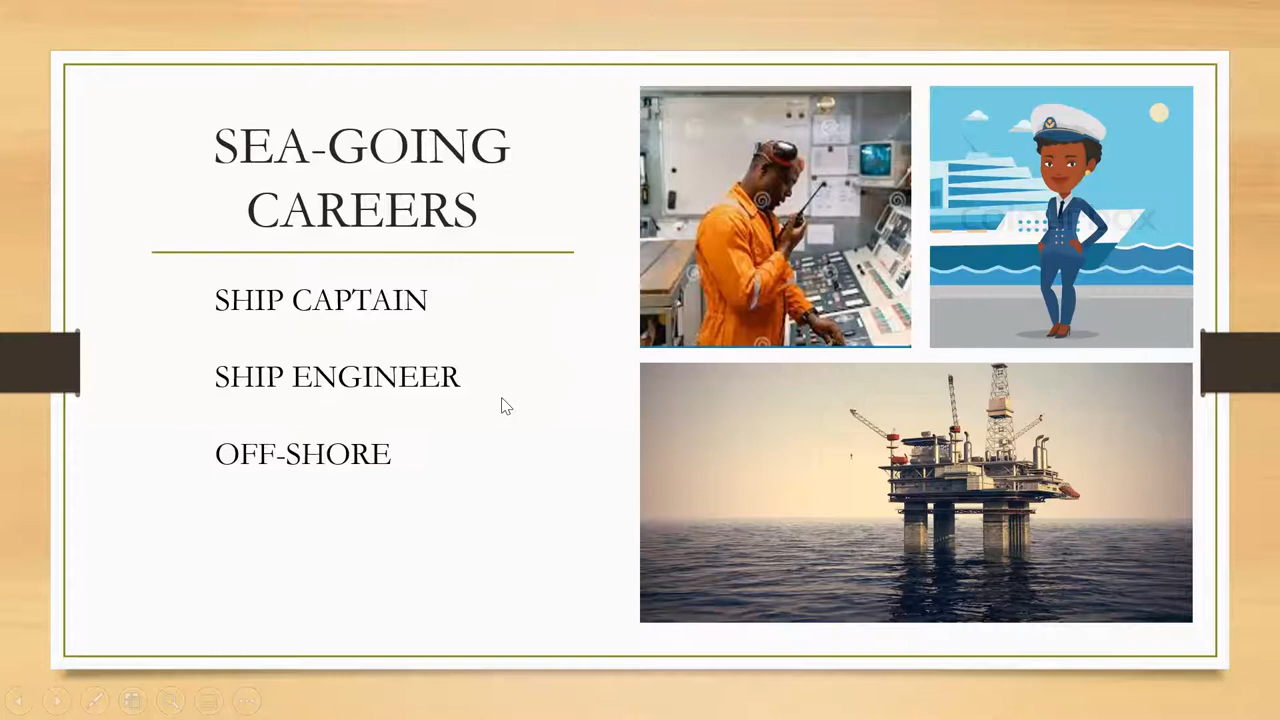 SEA-GOING
CAREERS
SHIP CAPTAIN
SHIP ENGINEER
OFF-SHORE